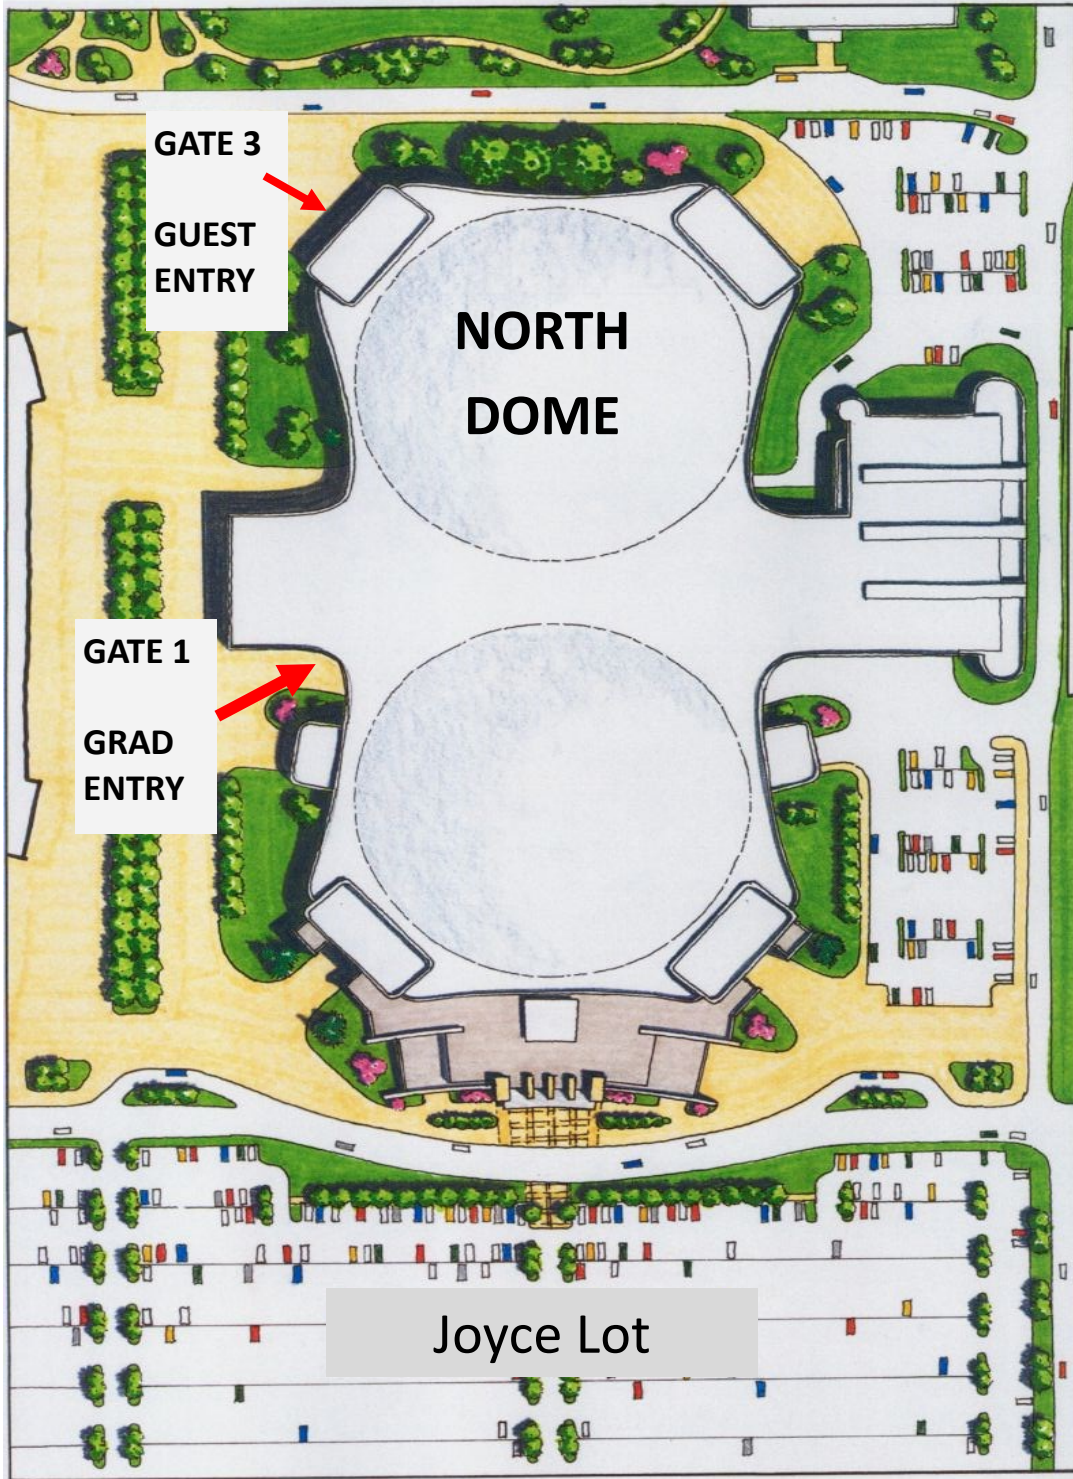 GATE 3
GUEST
ENTRY
NORTH
DOME
GATE 1
GRAD
ENTRY
Joyce Lot